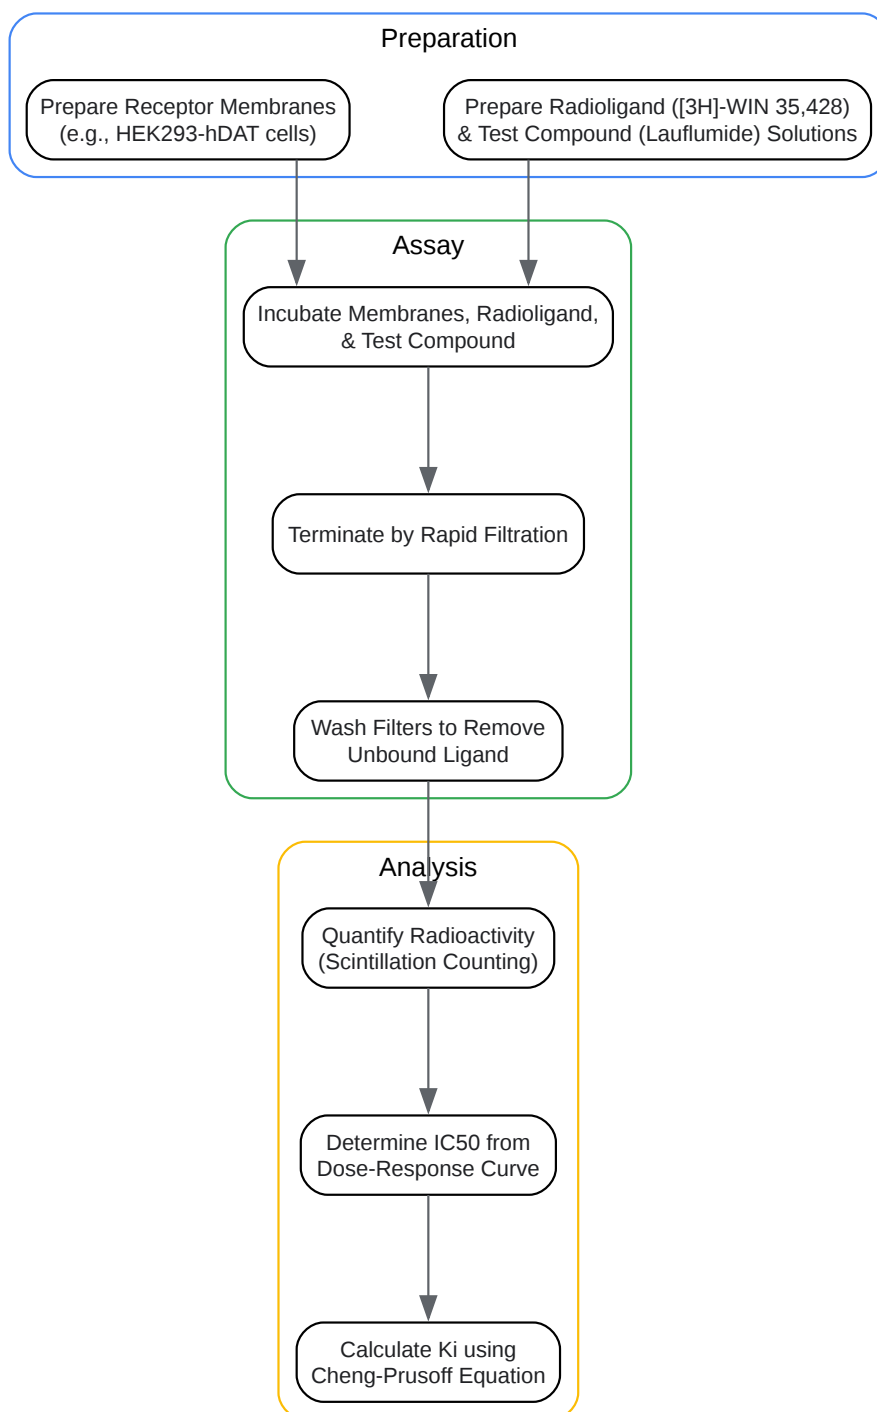 Preparation
Prepare Receptor Membranes
(e.g., HEK293-hDAT cells)
Prepare Radioligand ([3H]-WIN 35,428)
& Test Compound (Lauflumide) Solutions
Assay
Incubate Membranes, Radioligand,
& Test Compound
Terminate by Rapid Filtration
Wash Filters to Remove
Unbound Ligand
Analysis
Quantify Radioactivity
(Scintillation Counting)
Determine IC50 from
Dose-Response Curve
Calculate Ki using
Cheng-Prusoff Equation